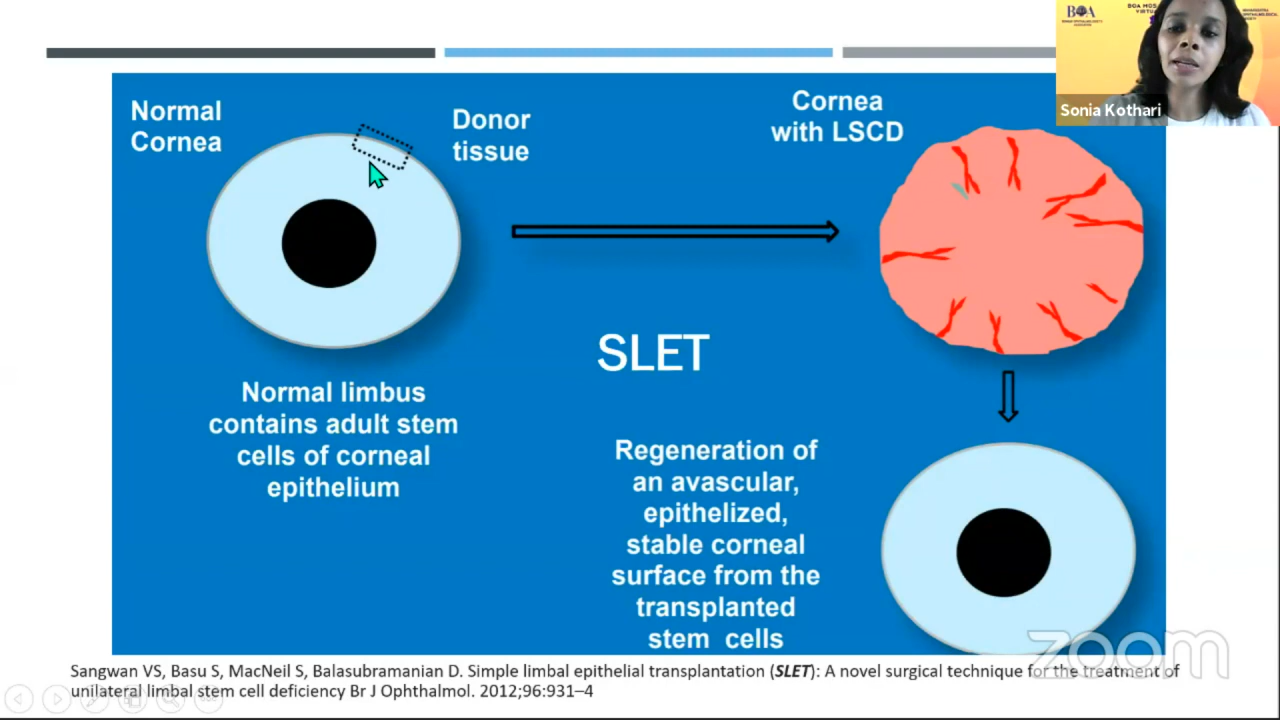 BOA
Sonia Kothari
Normal
Cornea
Donor
tissue
Cornea
with LSCD
SLET
Normal limbus
contains adult stem
cells of corneal
epithelium
Regeneration of
an avascular,
epithelized,
stable corneal
surface from the
transplanted
stem cells
zoom
Sangwan VS, Basu S, MacNeil S, Balasubramanian D. Simple limbal epithelial transplantation (SLET): A novel surgical technique for the treatment of
unilateral limbal stem cell deficiency Br J Ophthalmol. 2012;96:931–4